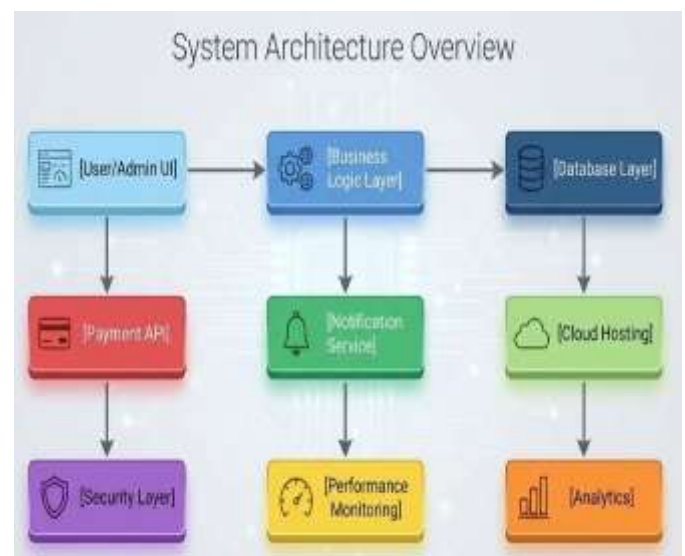 System Architecture Overview
[User/Admin UI]
[Business
Logic Layer]
[Database Layer]
[Payment API]
[Notification
Service]
[Cloud Hosting]
[Security Layer]
[Performance
Monitoring]
[Analytics]